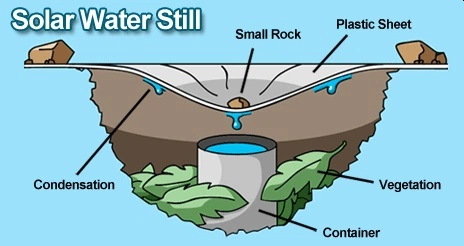 Solar Water Still
Small Rock
Plastic Sheet
Condensation
Vegetation
Container